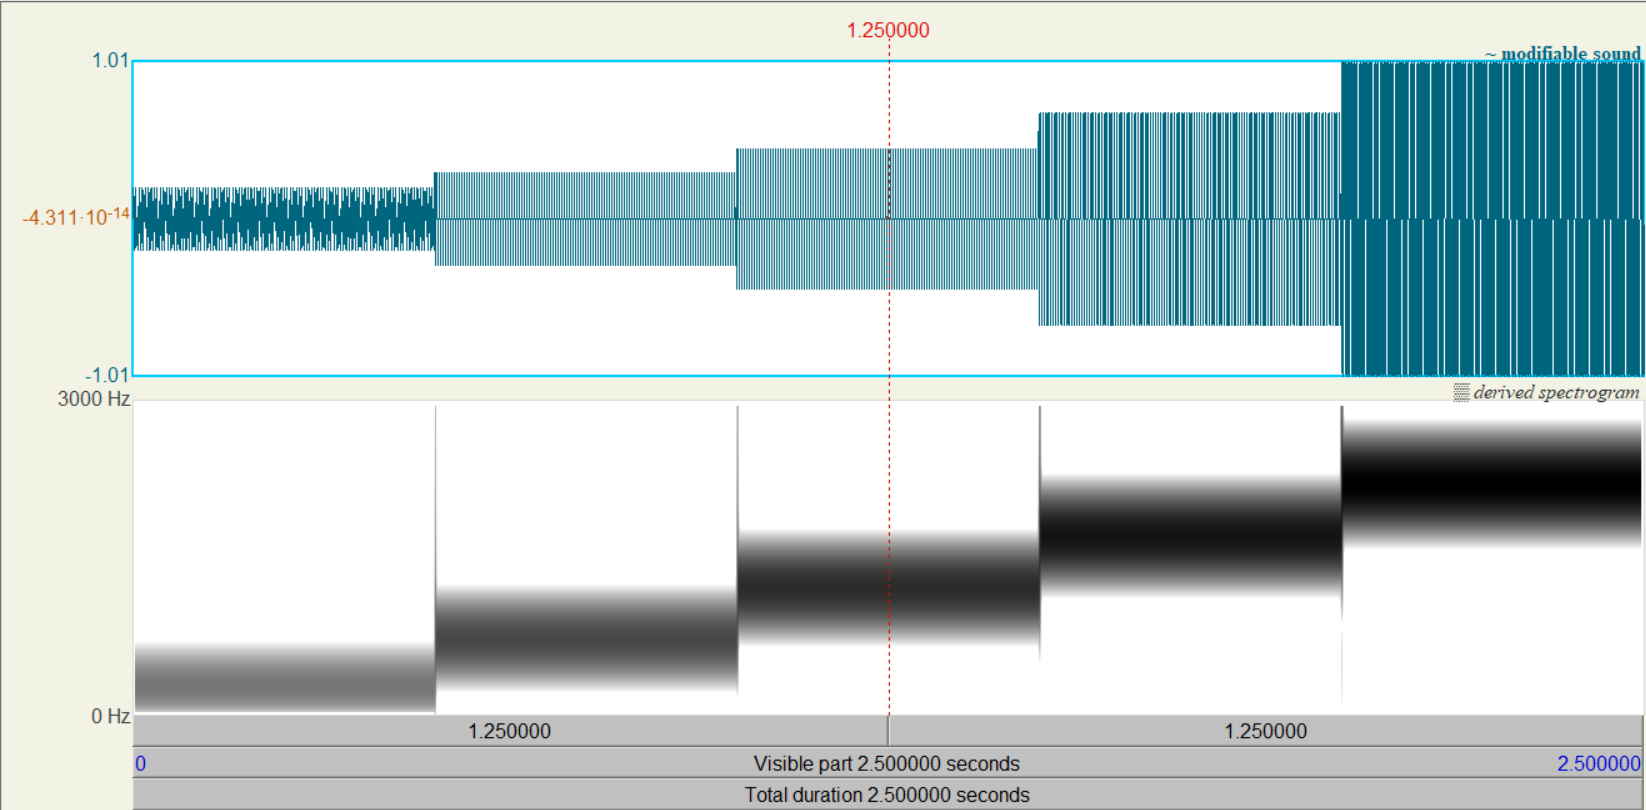 1.250000
1.01
~ modifiable sound
-4.311·10⁻¹⁴
-1.01
3000 Hz
derived spectrogram
0 Hz
1.250000 1.250000
0 Visible part 2.500000 seconds 2.500000
Total duration 2.500000 seconds